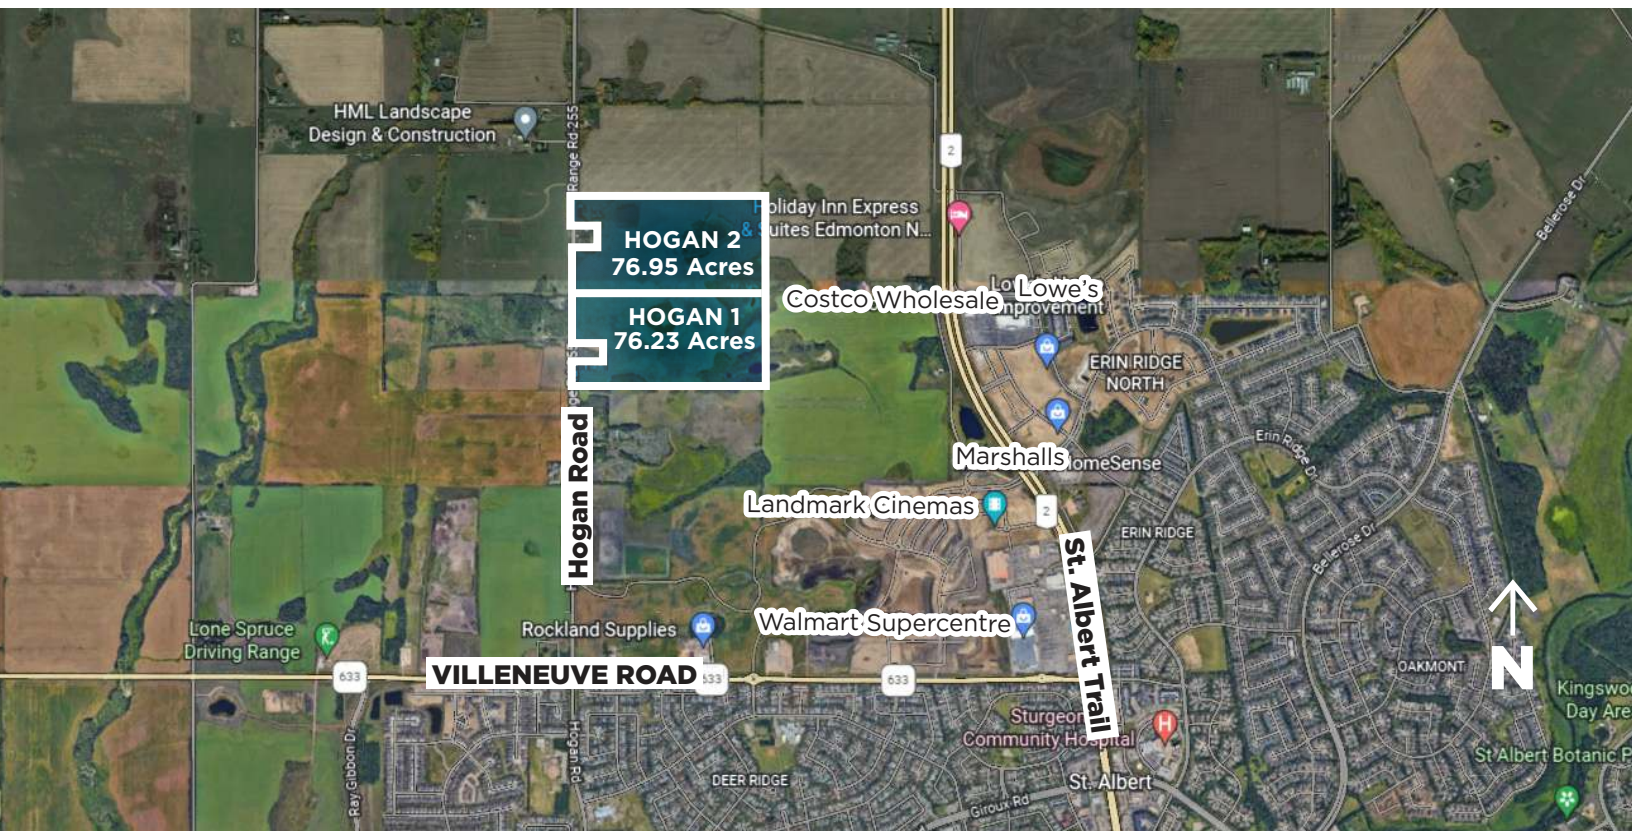 HML Landscape
Design & Construction
Range Rd 255
2
Holiday Inn Express
& Suites Edmonton N...
HOGAN 2
76.95 Acres
HOGAN 1
76.23 Acres
Costco Wholesale
Lowe's
Improvement
ERIN RIDGE
NORTH
Bellerose Dr
Hogan Road
Marshalls
HomeSense
Erin Ridge Dr
Landmark Cinemas
2
ERIN RIDGE
Bellerose Dr
St. Albert Trail
Walmart Supercentre
Rockland Supplies
Lone Spruce
Driving Range
633
VILLENEUVE ROAD
633
633
OAKMONT
N
Kingswo
Day Are
Sturgeon
Community Hospital
H
St Albert Botanic P
Ray Gibbon Dr
Hogan Rd
DEER RIDGE
St. Albert
Giroux Rd